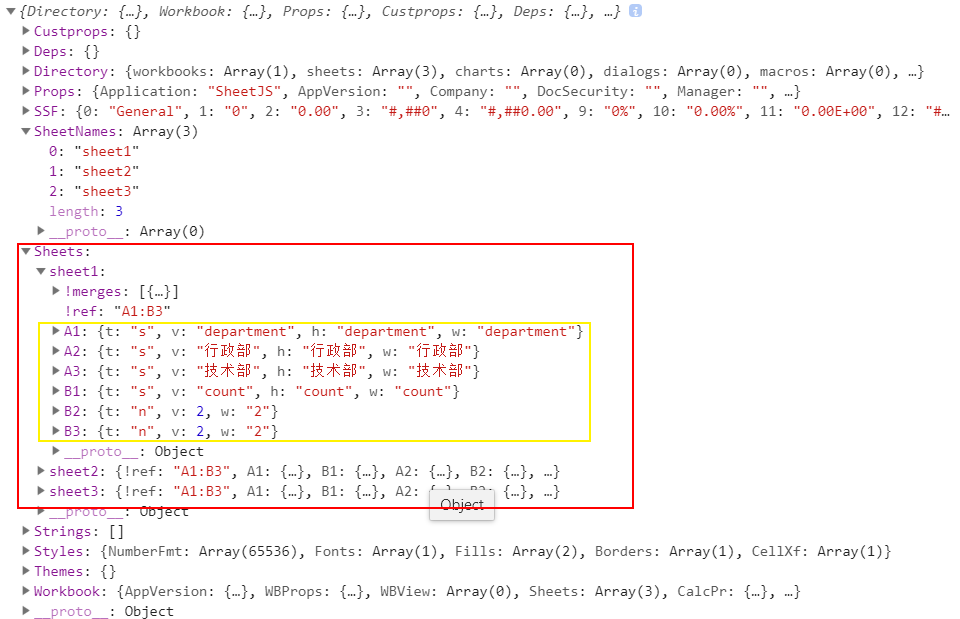 {Directory: {…}, Workbook: {…}, Props: {…}, Custprops: {…}, Deps: {…}, …} i
Custprops: {}
Deps: {}
Directory: {workbooks: Array(1), sheets: Array(3), charts: Array(0), dialogs: Array(0), macros: Array(0), …}
Props: {Application: "SheetJS", AppVersion: "", Company: "", DocSecurity: "", Manager: "", …}
SSF: {0: "General", 1: "0", 2: "0.00", 3: "#,##0", 4: "#,##0.00", 9: "0%", 10: "0.00%", 11: "0.00E+00", 12: "#…
SheetNames: Array(3)
0: "sheet1"
1: "sheet2"
2: "sheet3"
length: 3
__proto__: Array(0)
Sheets:
sheet1:
!merges: [{…}]
!ref: "A1:B3"
A1: {t: "s", v: "department", h: "department", w: "department"}
A2: {t: "s", v: "行政部", h: "行政部", w: "行政部"}
A3: {t: "s", v: "技术部", h: "技术部", w: "技术部"}
B1: {t: "s", v: "count", h: "count", w: "count"}
B2: {t: "n", v: 2, w: "2"}
B3: {t: "n", v: 2, w: "2"}
__proto__: Object
sheet2: {!ref: "A1:B3", A1: {…}, B1: {…}, A2: {…}, B2: {…}, …}
sheet3: {!ref: "A1:B3", A1: {…}, B1: {…}, A2: {…}, B2: {…}, …}
Object
__proto__: Object
Strings: []
Styles: {NumberFmt: Array(65536), Fonts: Array(1), Fills: Array(2), Borders: Array(1), CellXf: Array(1)}
Themes: {}
Workbook: {AppVersion: {…}, WBProps: {…}, WBView: Array(0), Sheets: Array(3), CalcPr: {…}, …}
__proto__: Object